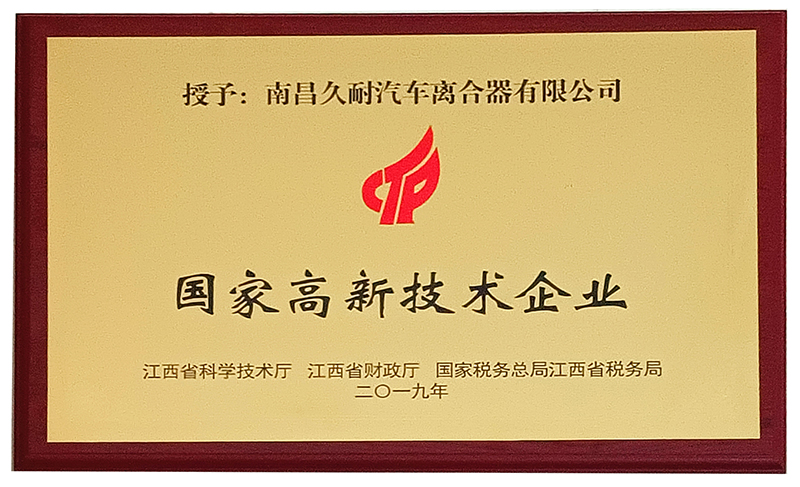 授予：南昌久耐汽车离合器有限公司
CTP
国家高新技术企业
江西省科学技术厅 江西省财政厅 国家税务总局江西省税务局
二〇一九年